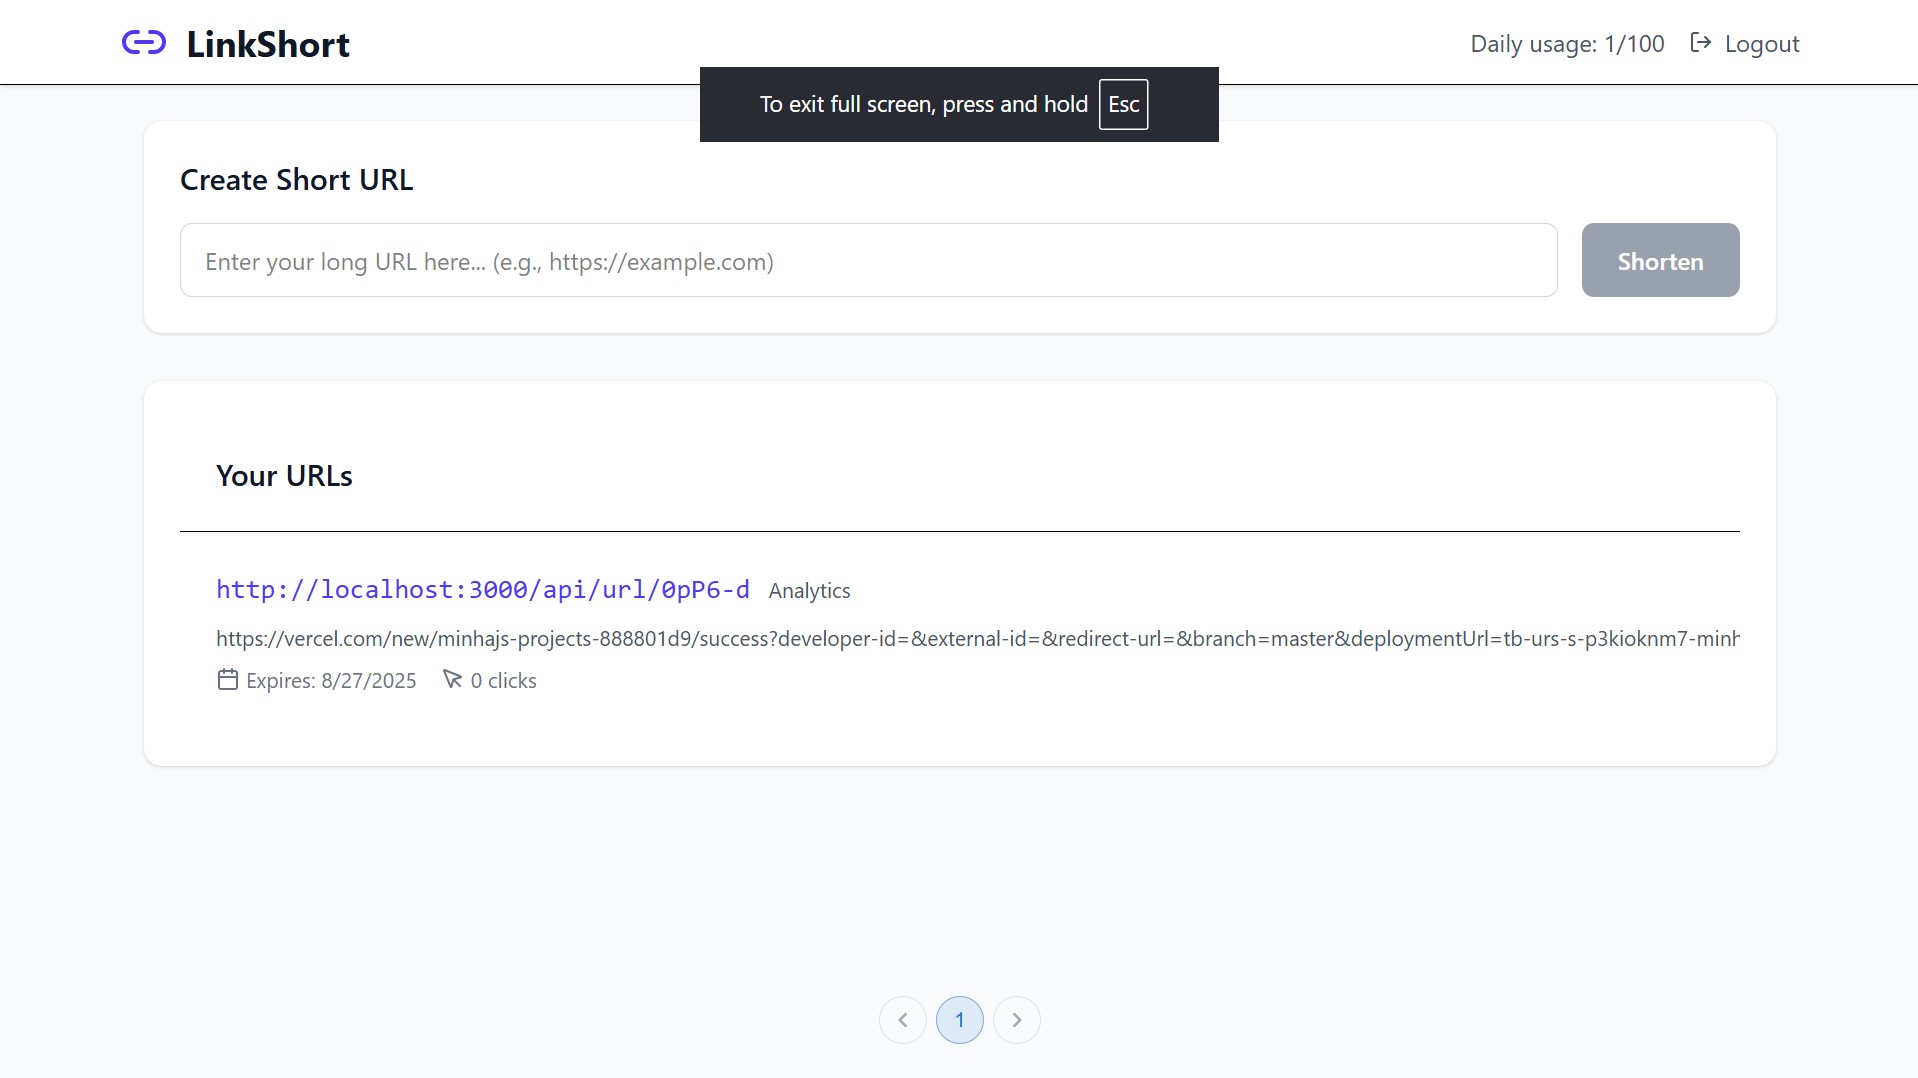 LinkShort
Daily usage: 1/100 Logout
To exit full screen, press and hold Esc
Create Short URL
Enter your long URL here... (e.g., https://example.com)
Shorten
Your URLs
http://localhost:3000/api/url/0pP6-d Analytics
https://vercel.com/new/minhajs-projects-888801d9/success?developer-id=&external-id=&redirect-url=&branch=master&deploymentUrl=tb-urs-s-p3kioknm7-minh
Expires: 8/27/2025 0 clicks
1